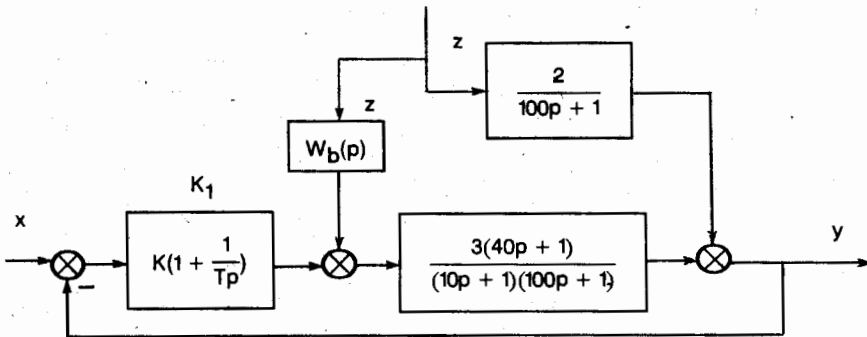 z
2
100p + 1
z
W_b(p)
K_1
x
K(1 + 1/Tp)
3(40p + 1)
(10p + 1)(100p + 1)
y
−